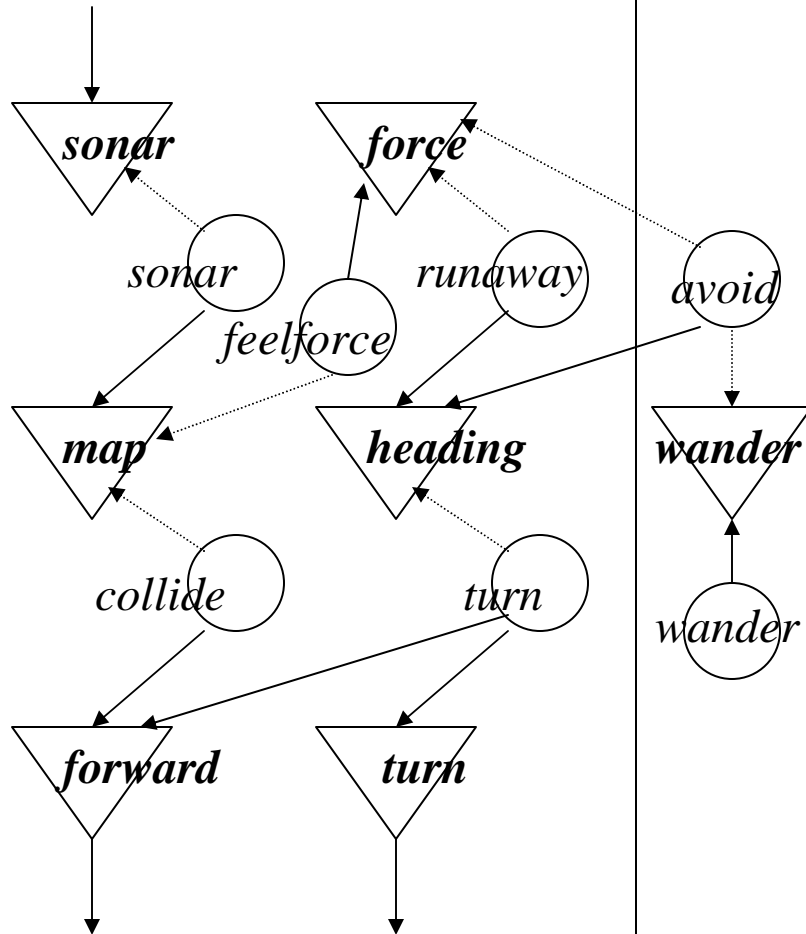 sonar
force
sonar
runaway
avoid
feelforce
map
heading
wander
collide
turn
wander
forward
turn